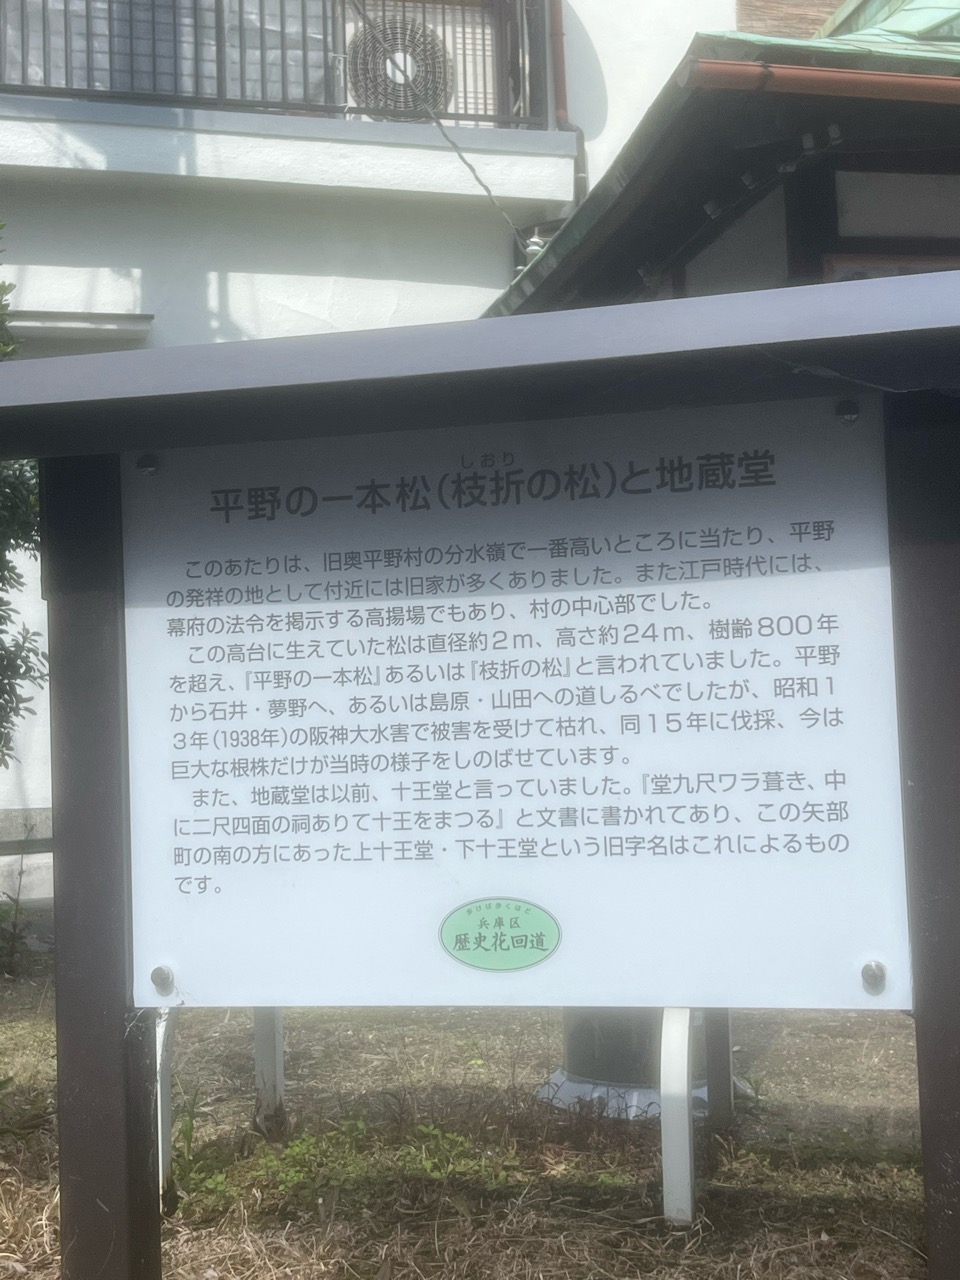 しおり
平野の一本松（枝折の松）と地蔵堂
このあたりは、旧奥平野村の分水嶺で一番高いところに当たり、平野
の発祥の地として付近には旧家が多くありました。また江戸時代には、
幕府の法令を掲示する高揚場でもあり、村の中心部でした。
この高台に生えていた松は直径約２ｍ、高さ約２４ｍ、樹齢８００年
を超え、『平野の一本松』あるいは『枝折の松』と言われていました。平野
から石井・夢野へ、あるいは島原・山田への道しるべでしたが、昭和１
３年（1938年）の阪神大水害で被害を受けて枯れ、同１５年に伐採、今は
巨大な根株だけが当時の様子をしのばせています。
また、地蔵堂は以前、十王堂と言っていました。『堂九尺ワラ葺き、中
に二尺四面の祠ありて十王をまつる』と文書に書かれてあり、この矢部
町の南の方にあった上十王堂・下十王堂という旧字名はこれによるもの
です。
歩けば歩くほど
兵庫区
歴史花回道